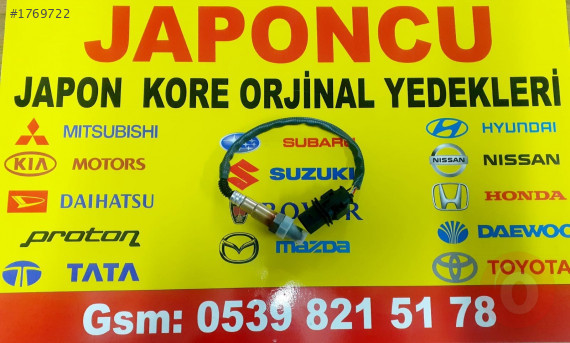 #1769722
JAPONCU
JAPON KORE ORJİNAL YEDEKLERİ
MITSUBISHI
SUBARU
HYUNDAI
KIA MOTORS
SUZUKI
NISSAN
DAIHATSU
HONDA
proton
mazda
DAEWOO
TATA
TOYOTA
Gsm: 0539 821 51 78